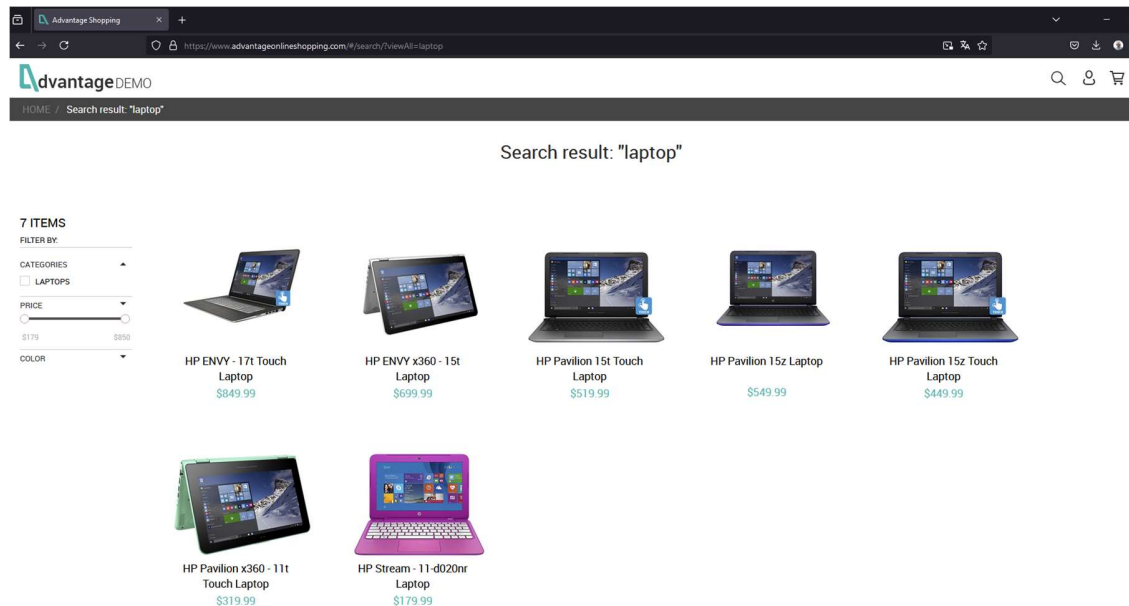 Advantage Shopping
https://www.advantageonlineshopping.com/#/search/?viewAll=laptop
dvantage DEMO
HOME / Search result: "laptop"
Search result: "laptop"
7 ITEMS
FILTER BY:
CATEGORIES
LAPTOPS
PRICE
$179 $850
COLOR
HP ENVY - 17t Touch
Laptop
$849.99
HP ENVY x360 - 15t
Laptop
$699.99
HP Pavilion 15t Touch
Laptop
$519.99
HP Pavilion 15z Laptop
$549.99
HP Pavilion 15z Touch
Laptop
$449.99
HP Pavilion x360 - 11t
Touch Laptop
$319.99
HP Stream - 11-d020nr
Laptop
$179.99